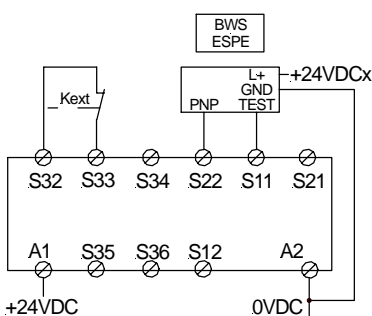 BWS
ESPE
L+ +24VDCx
GND
PNP TEST
Kext
S32 S33 S34 S22 S11 S21
A1 S35 S36 S12 A2
+24VDC 0VDC